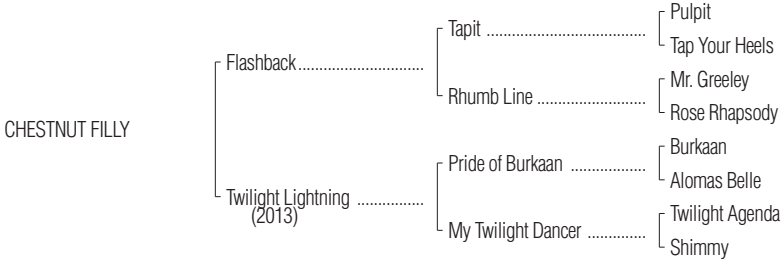 Pulpit
Tapit ....................................
Tap Your Heels
Flashback............................
Mr. Greeley
Rhumb Line ........................
Rose Rhapsody
CHESTNUT FILLY
Burkaan
Pride of Burkaan .................
Alomas Belle
Twilight Lightning ...............
(2013)
Twilight Agenda
My Twilight Dancer .............
Shimmy